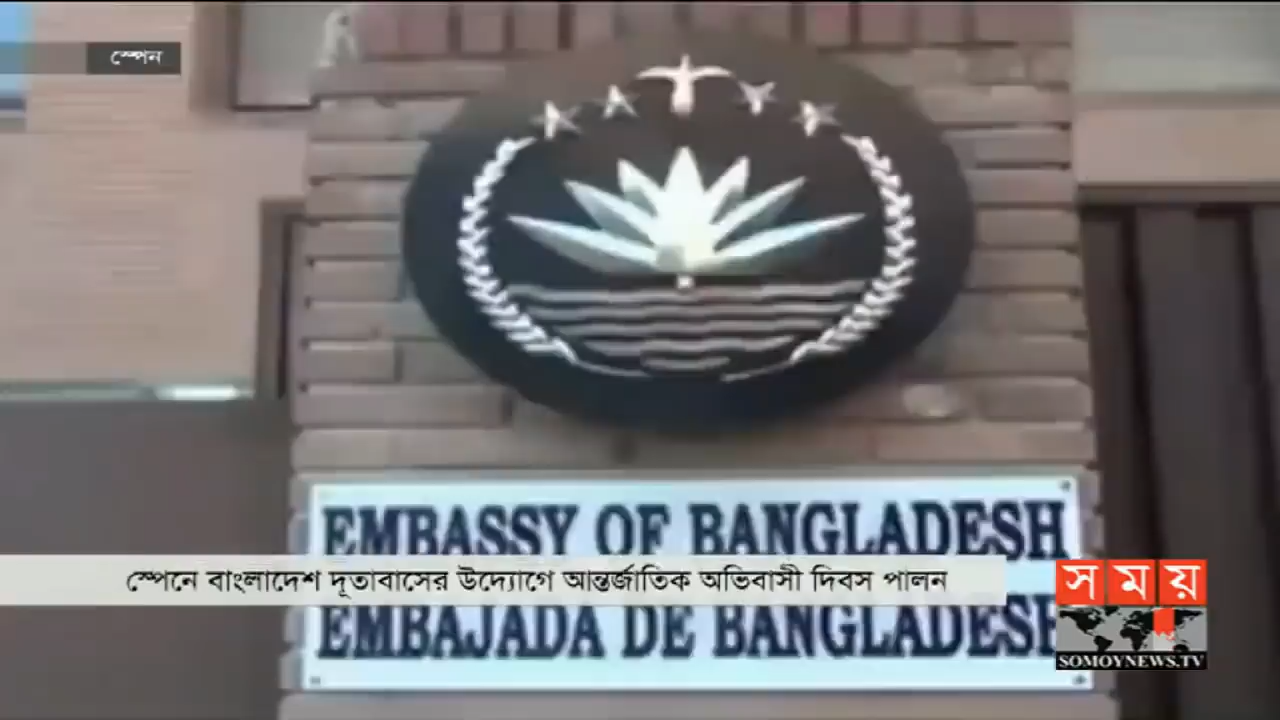 স্পেন
EMBASSY OF BANGLADESH
স্পেনে বাংলাদেশ দূতাবাসের উদ্যোগে আন্তর্জাতিক অভিবাসী দিবস পালন
EMBAJADA DE BANGLADESH
সময়
SOMOYNEWS.TV